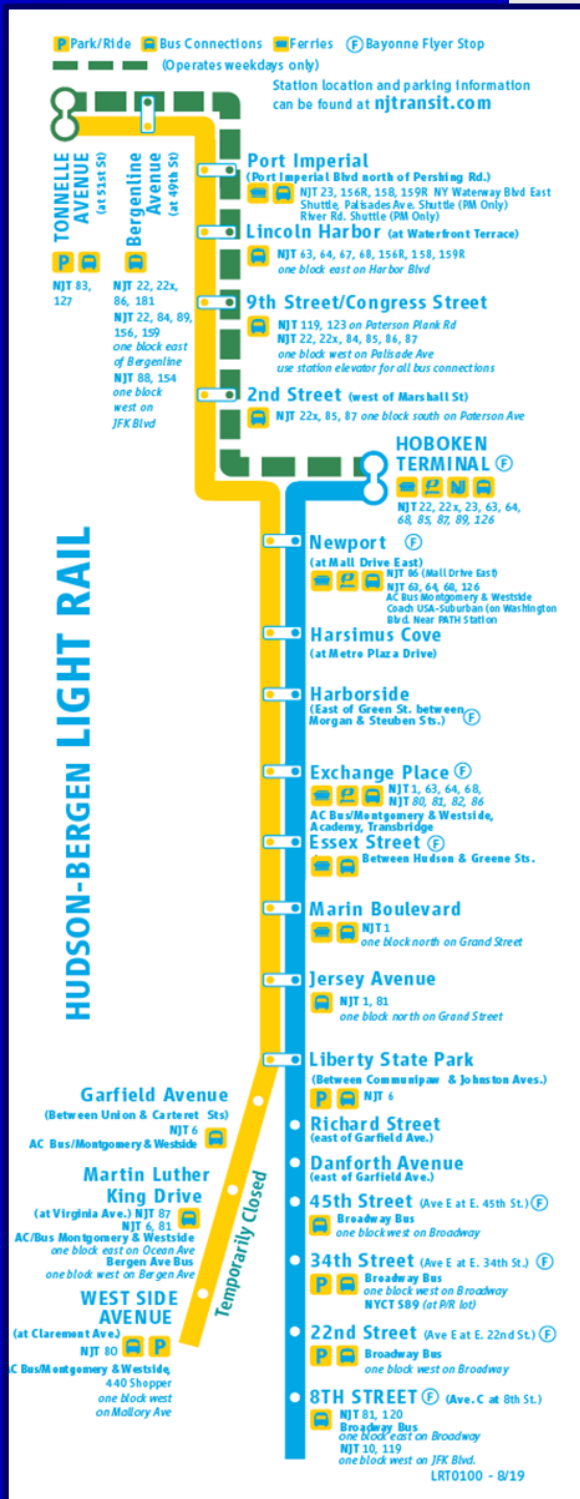 P Park/Ride Bus Connections Ferries F Bayonne Flyer Stop
(Operates weekdays only)
Station location and parking information
can be found at njtransit.com
TONNELLE
AVENUE
(at 51st St)
P
NJT 83,
127
Bergenline
Avenue
(at 49th St)
NJT 22, 22x,
86, 181
NJT 22, 84, 89,
156, 159
one block east
of Bergenline
NJT 88, 154
one block
west on
JFK Blvd
Port Imperial
(Port Imperial Blvd north of Pershing Rd.)
NJT 23, 156R, 158, 159R NY Waterway Blvd East
Shuttle, Palisades Ave. Shuttle (PM Only)
River Rd. Shuttle (PM Only)
Lincoln Harbor (at Waterfront Terrace)
NJT 63, 64, 67, 68, 156R, 158, 159R
one block east on Harbor Blvd
9th Street/Congress Street
NJT 119, 123 on Paterson Plank Rd
NJT 22, 22x, 84, 85, 86, 87
one block west on Palisade Ave
use station elevator for all bus connections
2nd Street (west of Marshall St)
NJT 22x, 85, 87 one block south on Paterson Ave
HOBOKEN
TERMINAL F
NJT 22, 22x, 23, 63, 64,
68, 85, 87, 89, 126
Newport F
(at Mall Drive East)
NJT 86 (Mall Drive East)
NJT 63, 64, 68, 126
AC Bus Montgomery & Westside
Coach USA-Suburban (on Washington
Blvd. Near PATH Station
Harsimus Cove
(at Metro Plaza Drive)
Harborside
(East of Green St. between
Morgan & Steuben Sts.) F
Exchange Place F
NJT 1, 63, 64, 68,
NJT 80, 81, 82, 86
AC Bus/Montgomery & Westside,
Academy, Transbridge
Essex Street F
Between Hudson & Greene Sts.
Marin Boulevard
NJT 1
one block north on Grand Street
Jersey Avenue
NJT 1, 81
one block north on Grand Street
Liberty State Park
(Between Communipaw & Johnston Aves.)
P NJT 6
HUDSON-BERGEN LIGHT RAIL
Garfield Avenue
(Between Union & Carteret Sts)
NJT 6
AC Bus/Montgomery & Westside
Martin Luther
King Drive
(at Virginia Ave.) NJT 87
NJT 6, 81
AC/Bus Montgomery & Westside
one block east on Ocean Ave
Bergen Ave Bus
one block west on Bergen Ave
WEST SIDE
AVENUE
(at Claremont Ave.)
NJT 80 P
C Bus/Montgomery & Westside,
440 Shopper
one block west
on Mallory Ave
Temporarily Closed
Richard Street
(east of Garfield Ave.)
Danforth Avenue
(east of Garfield Ave.)
45th Street (Ave E at E. 45th St.) F
Broadway Bus
one block west on Broadway
34th Street (Ave E at E. 34th St.) F
P Broadway Bus
one block west on Broadway
NYCT S89 (at P/R lot)
22nd Street (Ave E at E. 22nd St.) F
P Broadway Bus
one block west on Broadway
8TH STREET F (Ave. C at 8th St.)
NJT 81, 120
Broadway Bus
one block east on Broadway
NJT 10, 119
one block west on JFK Blvd.
LRT0100 - 8/19